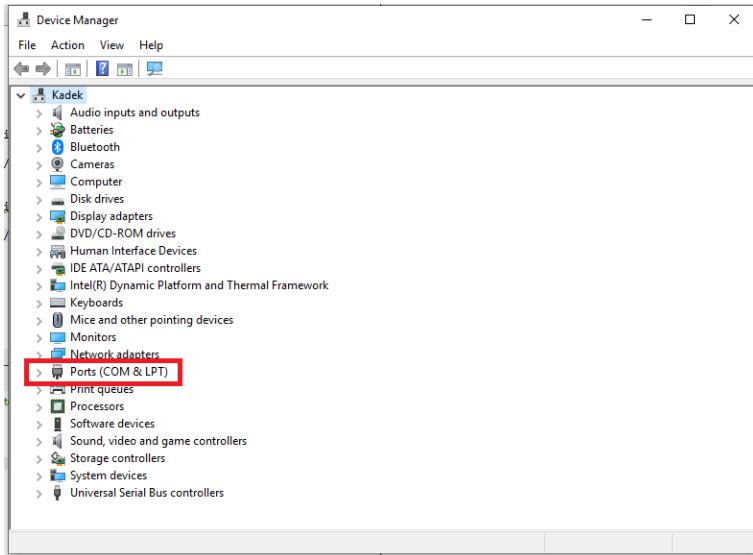 Device Manager
File Action View Help
Kadek
Audio inputs and outputs
Batteries
Bluetooth
Cameras
Computer
Disk drives
Display adapters
DVD/CD-ROM drives
Human Interface Devices
IDE ATA/ATAPI controllers
Intel(R) Dynamic Platform and Thermal Framework
Keyboards
Mice and other pointing devices
Monitors
Network adapters
Ports (COM & LPT)
Print queues
Processors
Software devices
Sound, video and game controllers
Storage controllers
System devices
Universal Serial Bus controllers